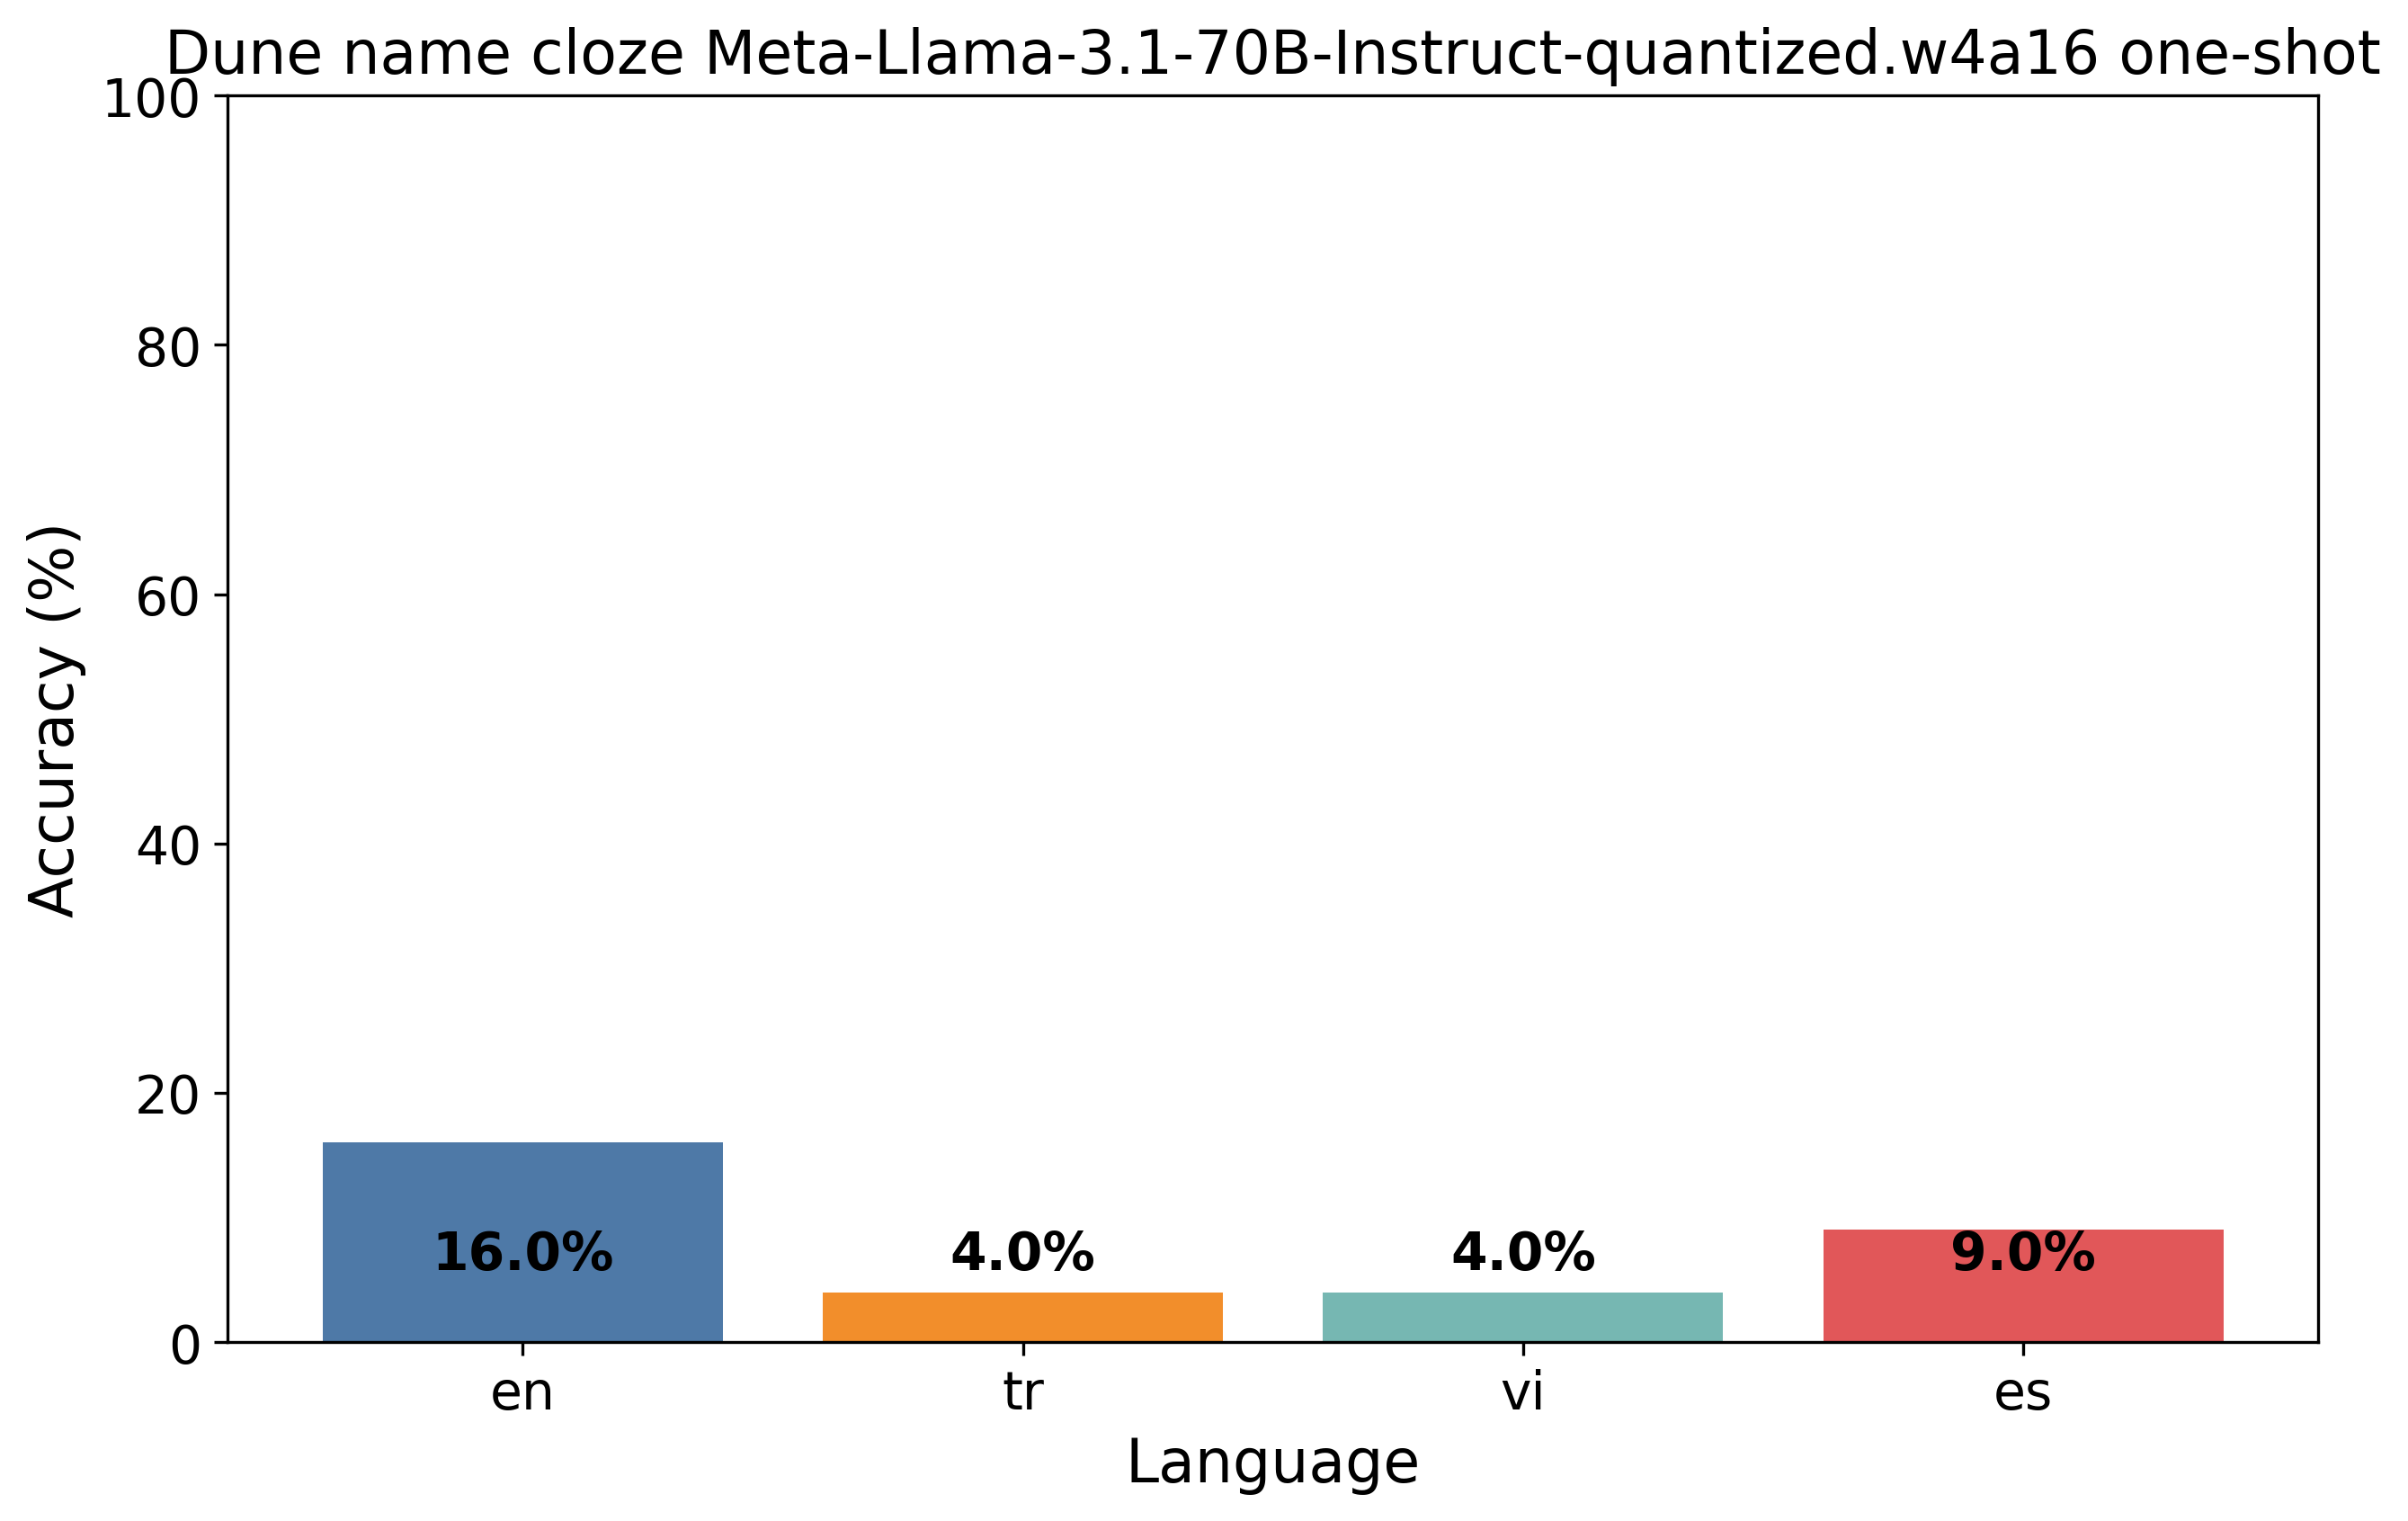 Dune name cloze Meta-Llama-3.1-70B-Instruct-quantized.w4a16 one-shot
100
80
60
40
20
0
Accuracy (%)
16.0%
4.0%
4.0%
9.0%
en
tr
vi
es
Language